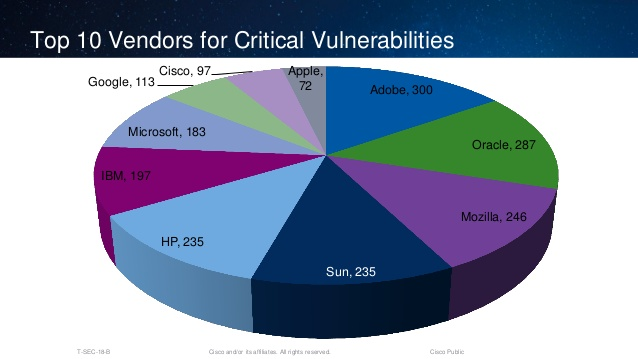 Top 10 Vendors for Critical Vulnerabilities
Apple,
72
Adobe, 300
Oracle, 287
Mozilla, 246
Sun, 235
HP, 235
IBM, 197
Microsoft, 183
Google, 113
Cisco, 97
T-SEC-18-B
Cisco and/or its affiliates. All rights reserved.
Cisco Public